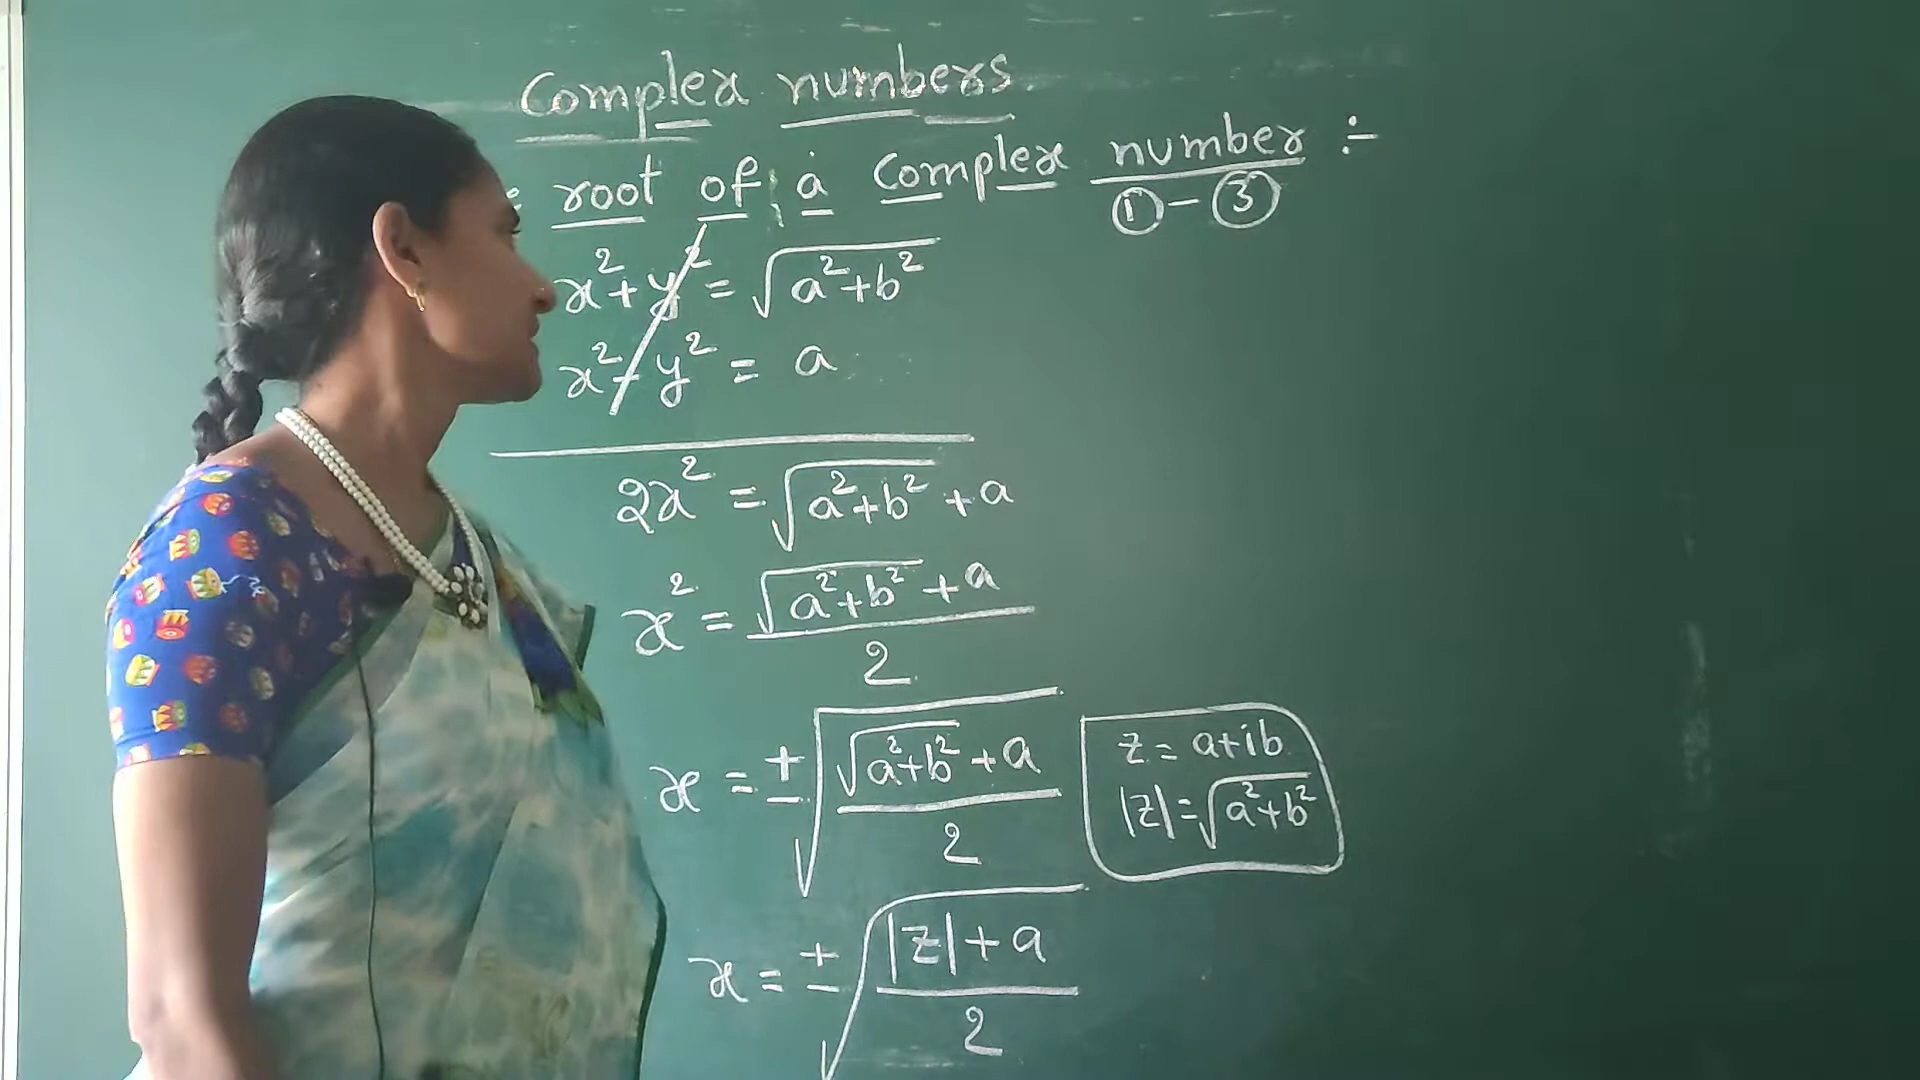 Complex numbers.
root of a Complex number :-
① - ③
x²+y² = √(a²+b²)
x²-y² = a
2x² = √(a²+b²) + a
x² = (√(a²+b²) + a)/2
x = ± √((√(a²+b²) + a)/2)
z = a+ib
|z| = √(a²+b²)
x = ± √((|z| + a)/2)